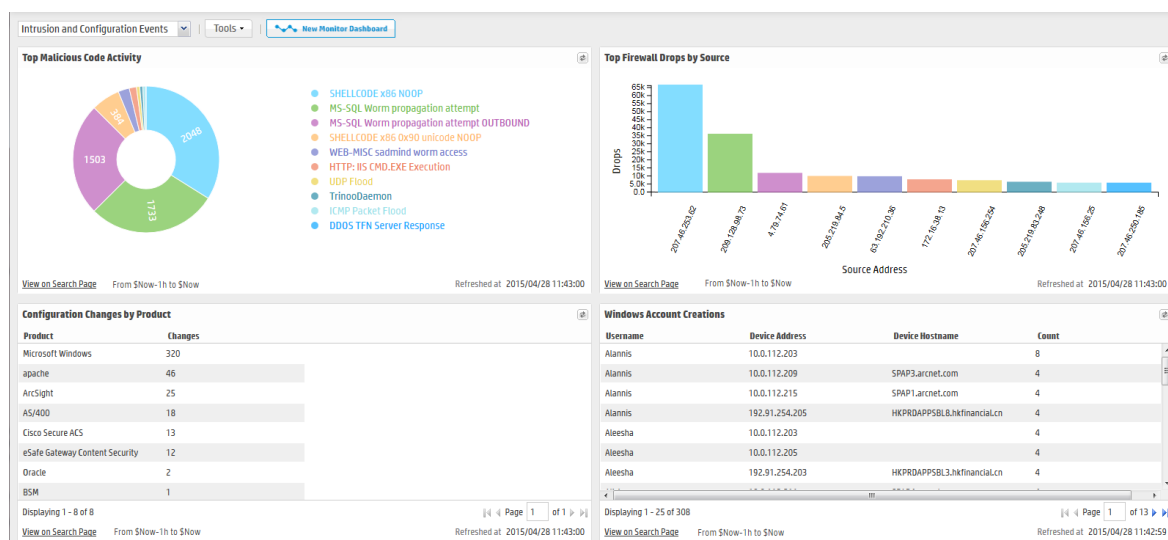 Intrusion and Configuration Events
Tools
New Monitor Dashboard
Top Malicious Code Activity
2048
1733
1503
384
SHELLCODE x86 NOOP
MS-SQL Worm propagation attempt
MS-SQL Worm propagation attempt OUTBOUND
SHELLCODE x86 0x90 unicode NOOP
WEB-MISC sadmind worm access
HTTP: IIS CMD.EXE Execution
UDP Flood
TrinooDaemon
ICMP Packet Flood
DDOS TFN Server Response
View on Search Page From $Now-1h to $Now Refreshed at 2015/04/28 11:43:00
Top Firewall Drops by Source
Drops
65k
60k
55k
50k
45k
40k
35k
30k
25k
20k
15k
10k
5.0k
0.0
207.46.253.62
209.128.98.73
4.79.74.61
205.219.84.5
63.192.210.36
172.16.38.13
207.46.156.254
205.219.83.248
207.46.156.25
207.46.250.185
Source Address
View on Search Page From $Now-1h to $Now Refreshed at 2015/04/28 11:43:00
Configuration Changes by Product
Product Changes
Microsoft Windows 320
apache 46
ArcSight 25
AS/400 18
Cisco Secure ACS 13
eSafe Gateway Content Security 12
Oracle 2
BSM 1
Displaying 1 - 8 of 8 Page 1 of 1
View on Search Page From $Now-1h to $Now Refreshed at 2015/04/28 11:43:00
Windows Account Creations
Username Device Address Device Hostname Count
Alannis 10.0.112.203 8
Alannis 10.0.112.209 SPAP3.arcnet.com 4
Alannis 10.0.112.215 SPAP1.arcnet.com 4
Alannis 192.91.254.205 HKPRDAPPSBL8.hkfinancial.cn 4
Aleesha 10.0.112.203 4
Aleesha 10.0.112.205 4
Aleesha 192.91.254.203 HKPRDAPPSBL3.hkfinancial.cn 4
Displaying 1 - 25 of 308 Page 1 of 13
View on Search Page From $Now-1h to $Now Refreshed at 2015/04/28 11:42:59